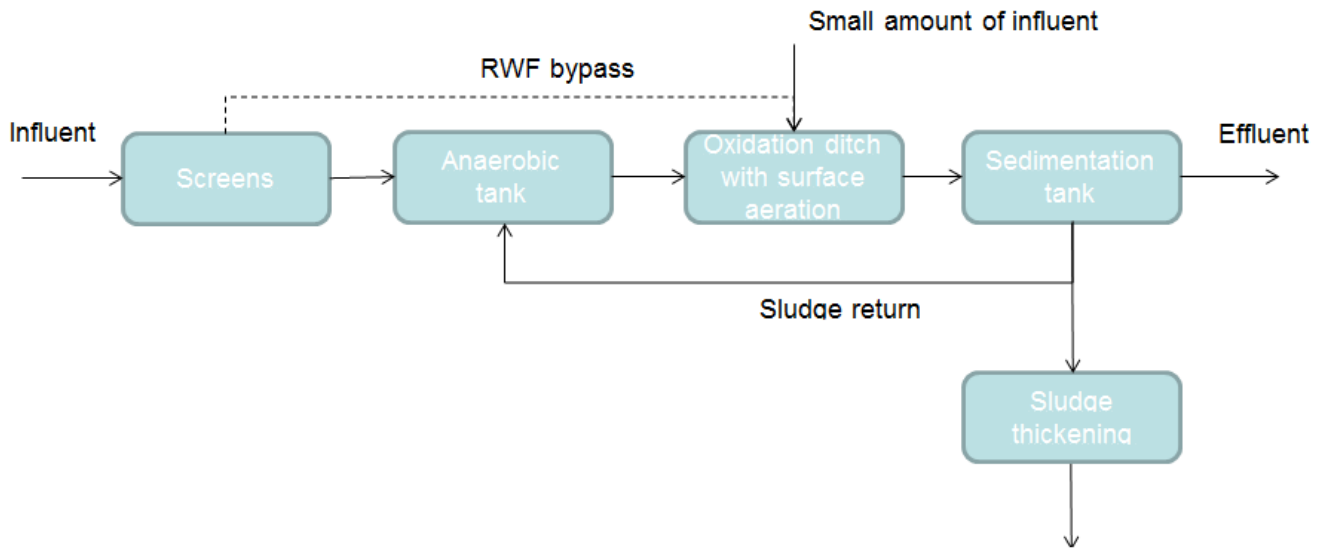 Small amount of influent
RWF bypass
Influent
Effluent
Screens
Anaerobic
tank
Oxidation ditch
with surface
aeration
Sedimentation
tank
Sludge return
Sludge
thickening